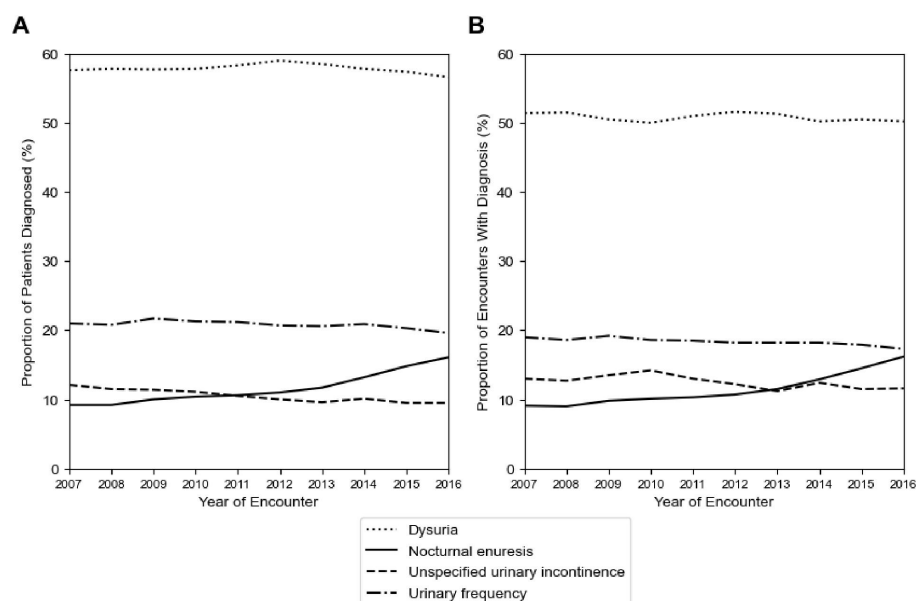 A
B
Proportion of Patients Diagnosed (%)
60
50
40
30
20
10
0
2007 2008 2009 2010 2011 2012 2013 2014 2015 2016
Year of Encounter
Proportion of Encounters With Diagnosis (%)
60
50
40
30
20
10
0
2007 2008 2009 2010 2011 2012 2013 2014 2015 2016
Year of Encounter
Dysuria
Nocturnal enuresis
Unspecified urinary incontinence
Urinary frequency